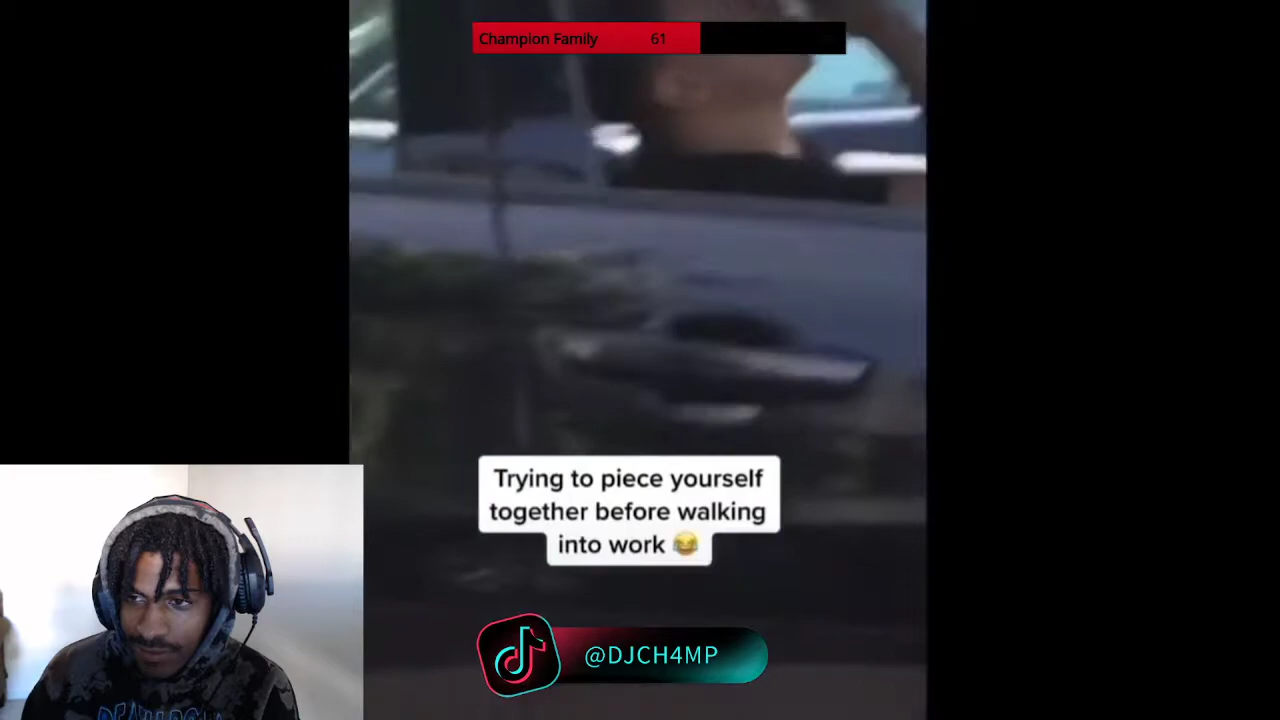 Champion Family 61
Trying to piece yourself
together before walking
into work 😂
@DJCH4MP